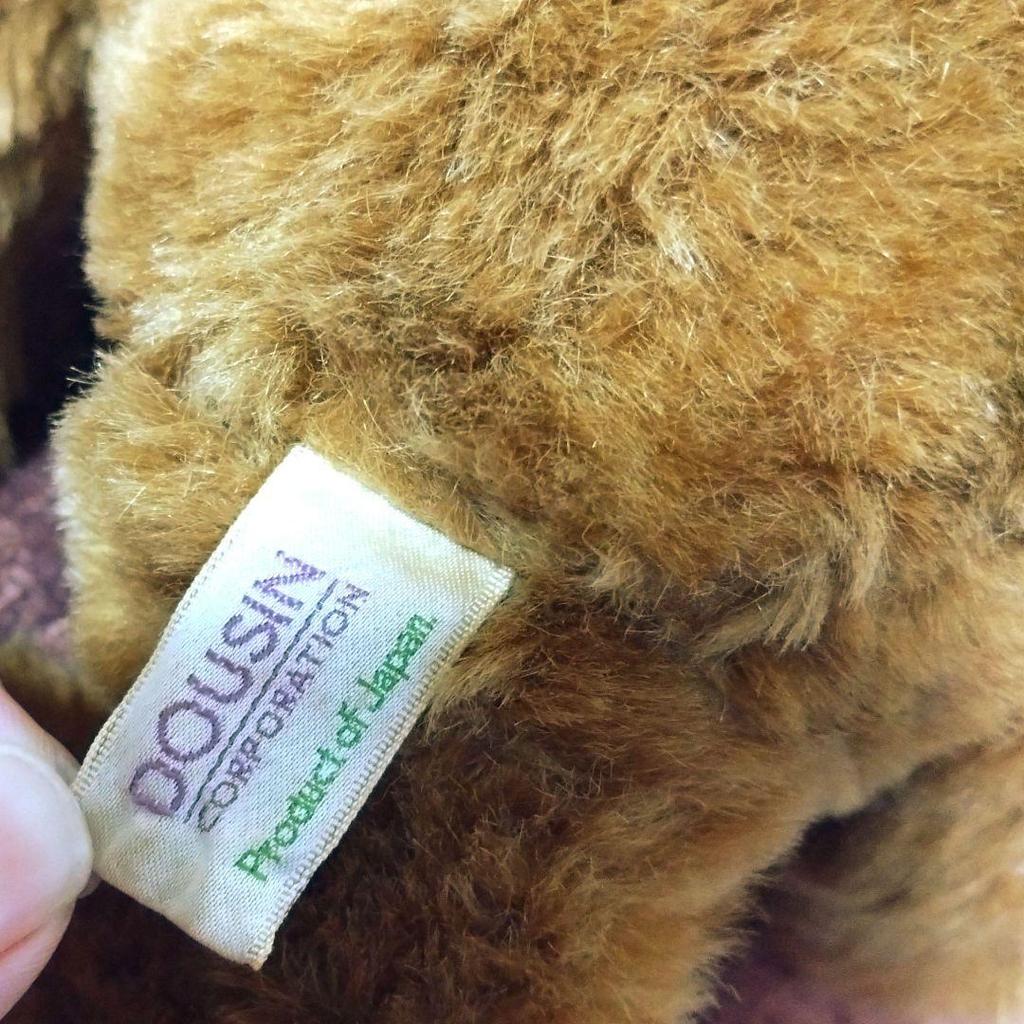 DOUSIN
CORPORATION
Product of Japan